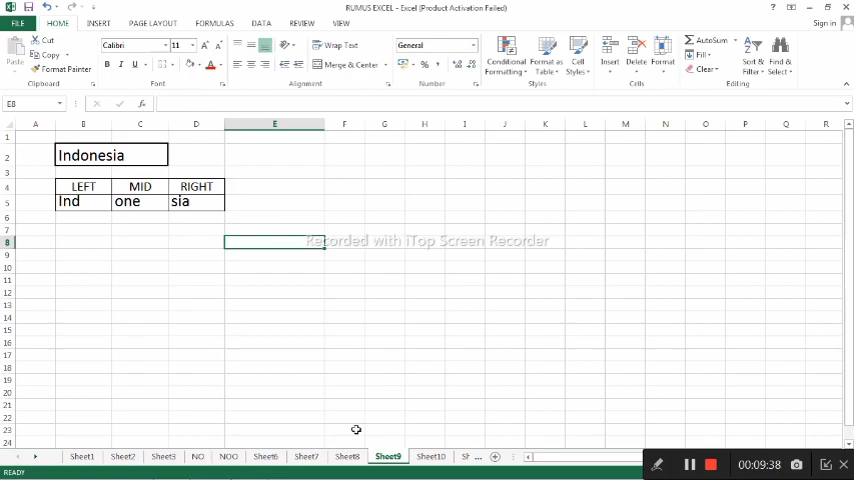 RUMUS EXCEL - Excel (Product Activation Failed)
FILE HOME INSERT PAGE LAYOUT FORMULAS DATA REVIEW VIEW Sign in
Cut
Copy
Format Painter
Paste
Clipboard
Calibri 11
B I U
Font
Wrap Text
Merge & Center
Alignment
General
%
Number
Conditional Formatting
Format as Table
Cell Styles
Styles
Insert Delete Format
Cells
AutoSum
Fill
Clear
Sort & Filter
Find & Select
Editing
E8 fx
A B C D E F G H I J K L M N O P Q R
1
2 Indonesia
3
4 LEFT MID RIGHT
5 Ind one sia
6
7
8
Recorded with iTop Screen Recorder
9
10
11
12
13
14
15
16
17
18
19
20
21
22
23
24
Sheet1 Sheet2 Sheet3 NO NOO Sheet6 Sheet7 Sheet8 Sheet9 Sheet10 ...
READY
00:09:38